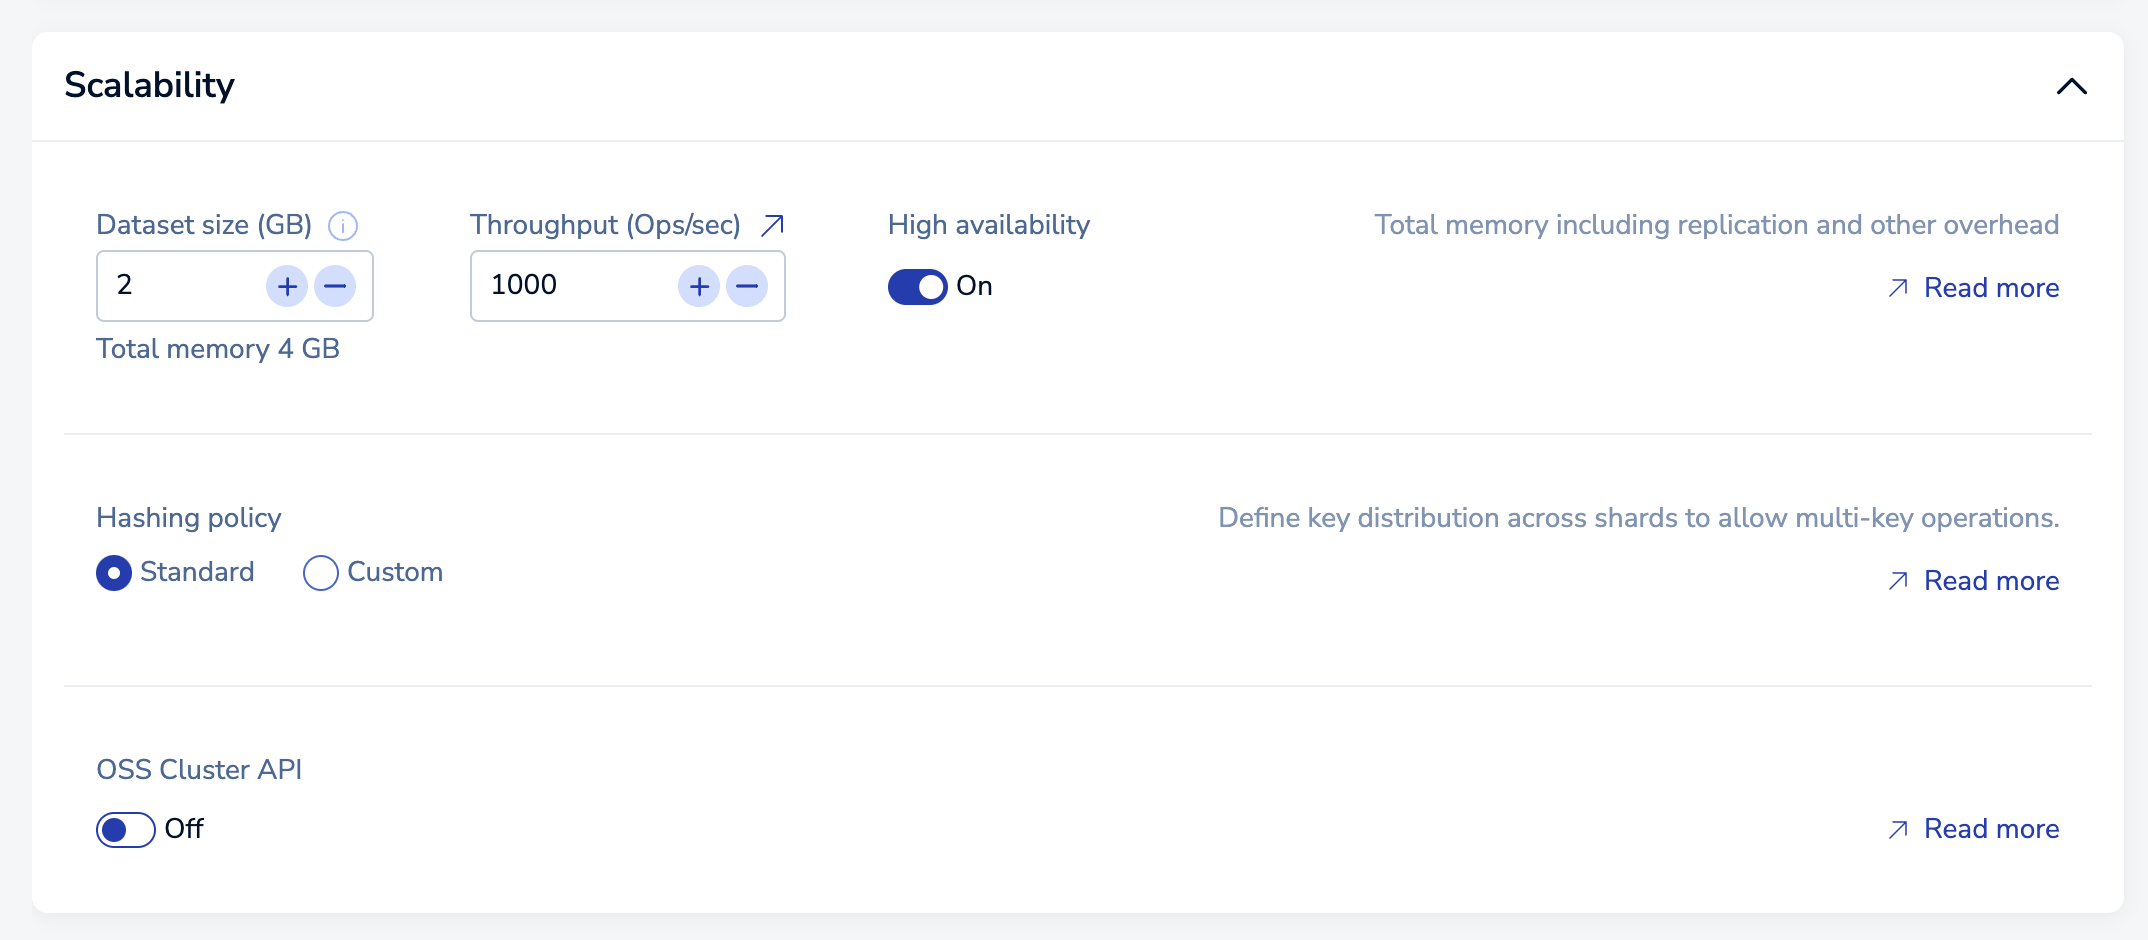 Scalability
Dataset size (GB)
Throughput (Ops/sec)
High availability
Total memory including replication and other overhead
2
1000
On
Read more
Total memory 4 GB
Hashing policy
Define key distribution across shards to allow multi-key operations.
Standard
Custom
Read more
OSS Cluster API
Off
Read more